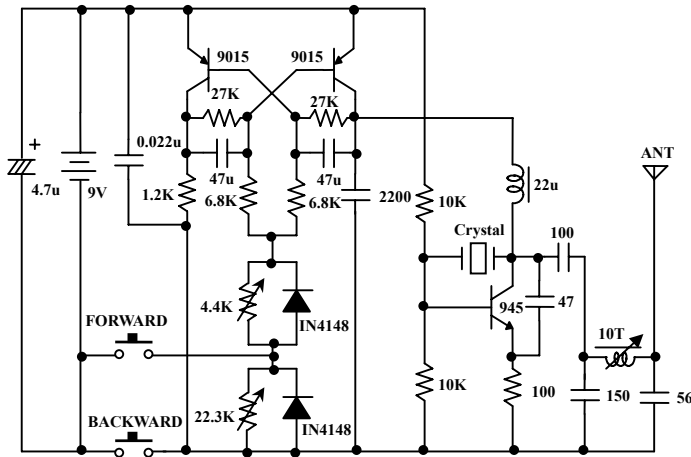 9015
9015
27K
27K
+
0.022u
ANT
4.7u
9V
47u
47u
22u
1.2K
6.8K
6.8K
2200
10K
Crystal
100
4.4K
945
47
IN4148
FORWARD
10T
10K
100
150
56
22.3K
BACKWARD
IN4148